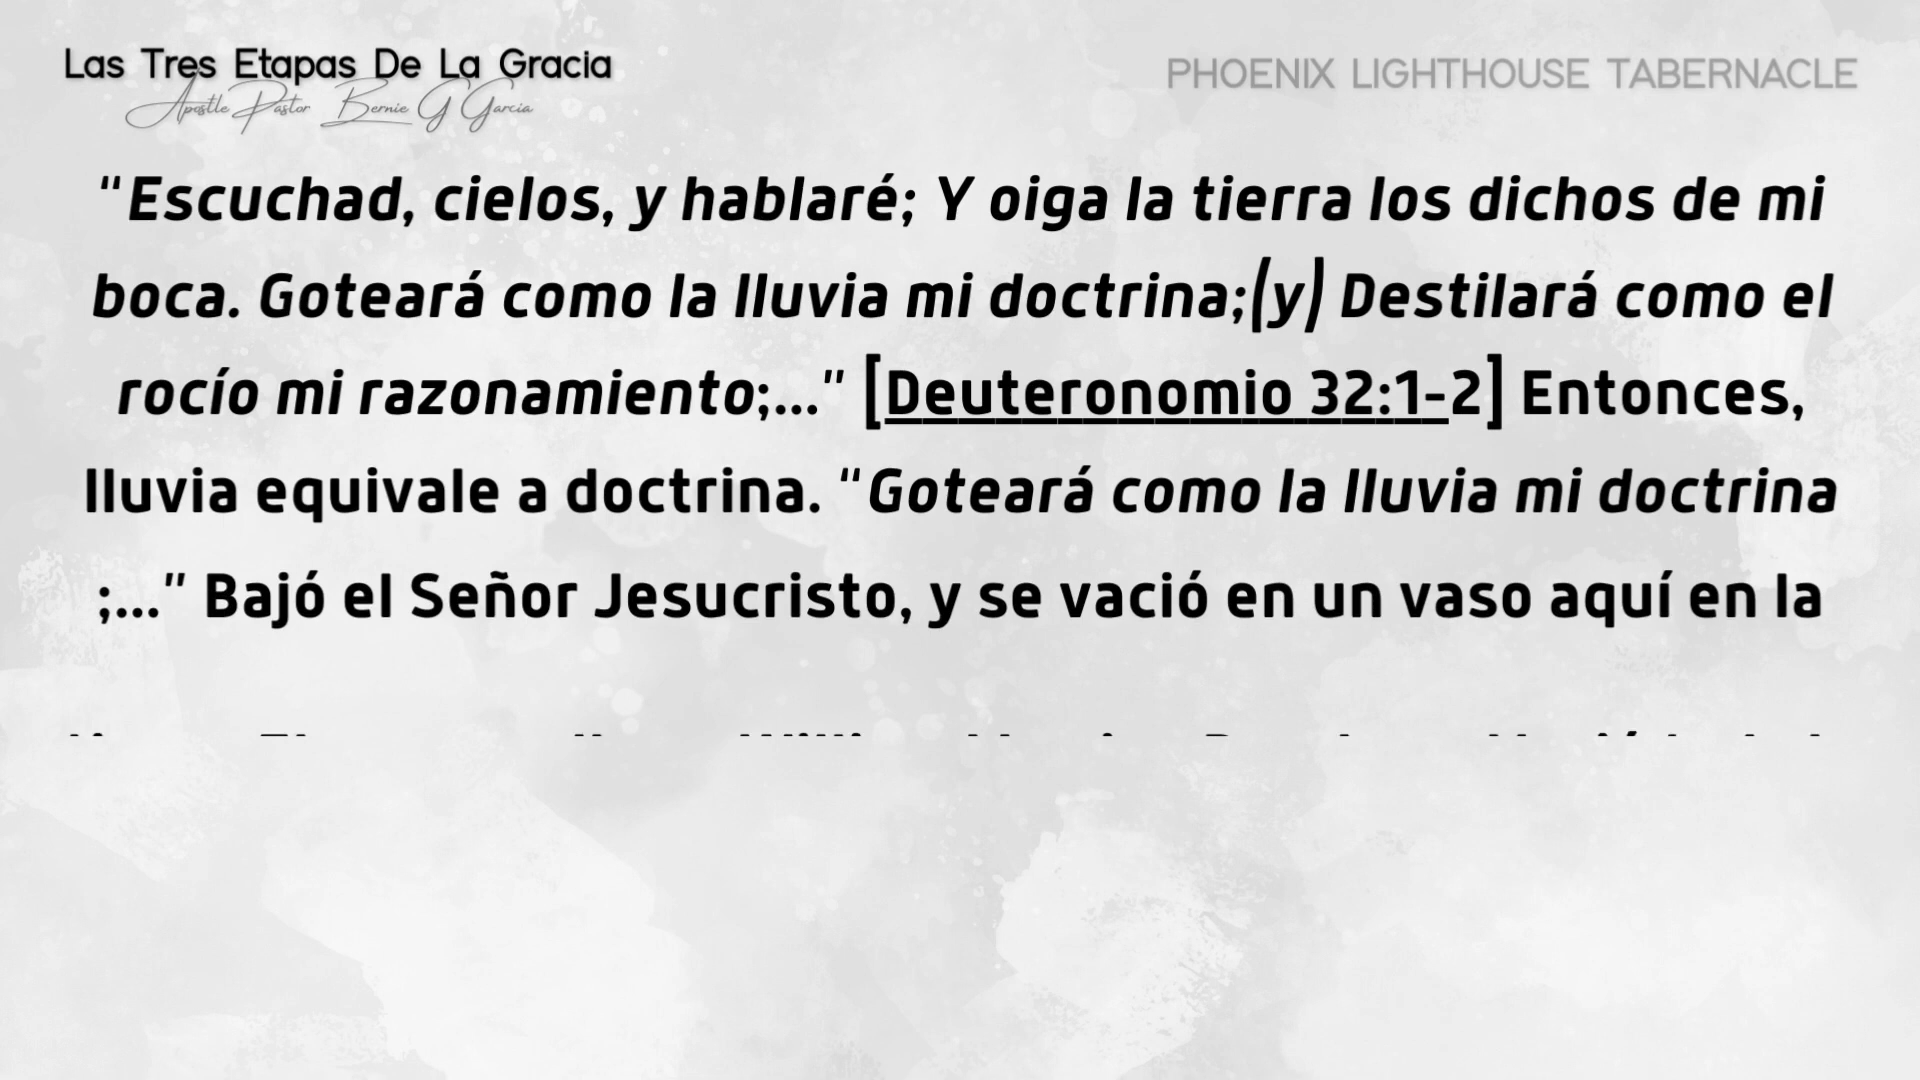 Las Tres Etapas De La Gracia
Apostle Pastor Bernie G Garcia
PHOENIX LIGHTHOUSE TABERNACLE
"Escuchad, cielos, y hablaré; Y oiga la tierra los dichos de mi
boca. Goteará como la lluvia mi doctrina;(y) Destilará como el
rocío mi razonamiento;..." [Deuteronomio 32:1-2] Entonces,
lluvia equivale a doctrina. "Goteará como la lluvia mi doctrina
;..." Bajó el Señor Jesucristo, y se vació en un vaso aquí en la